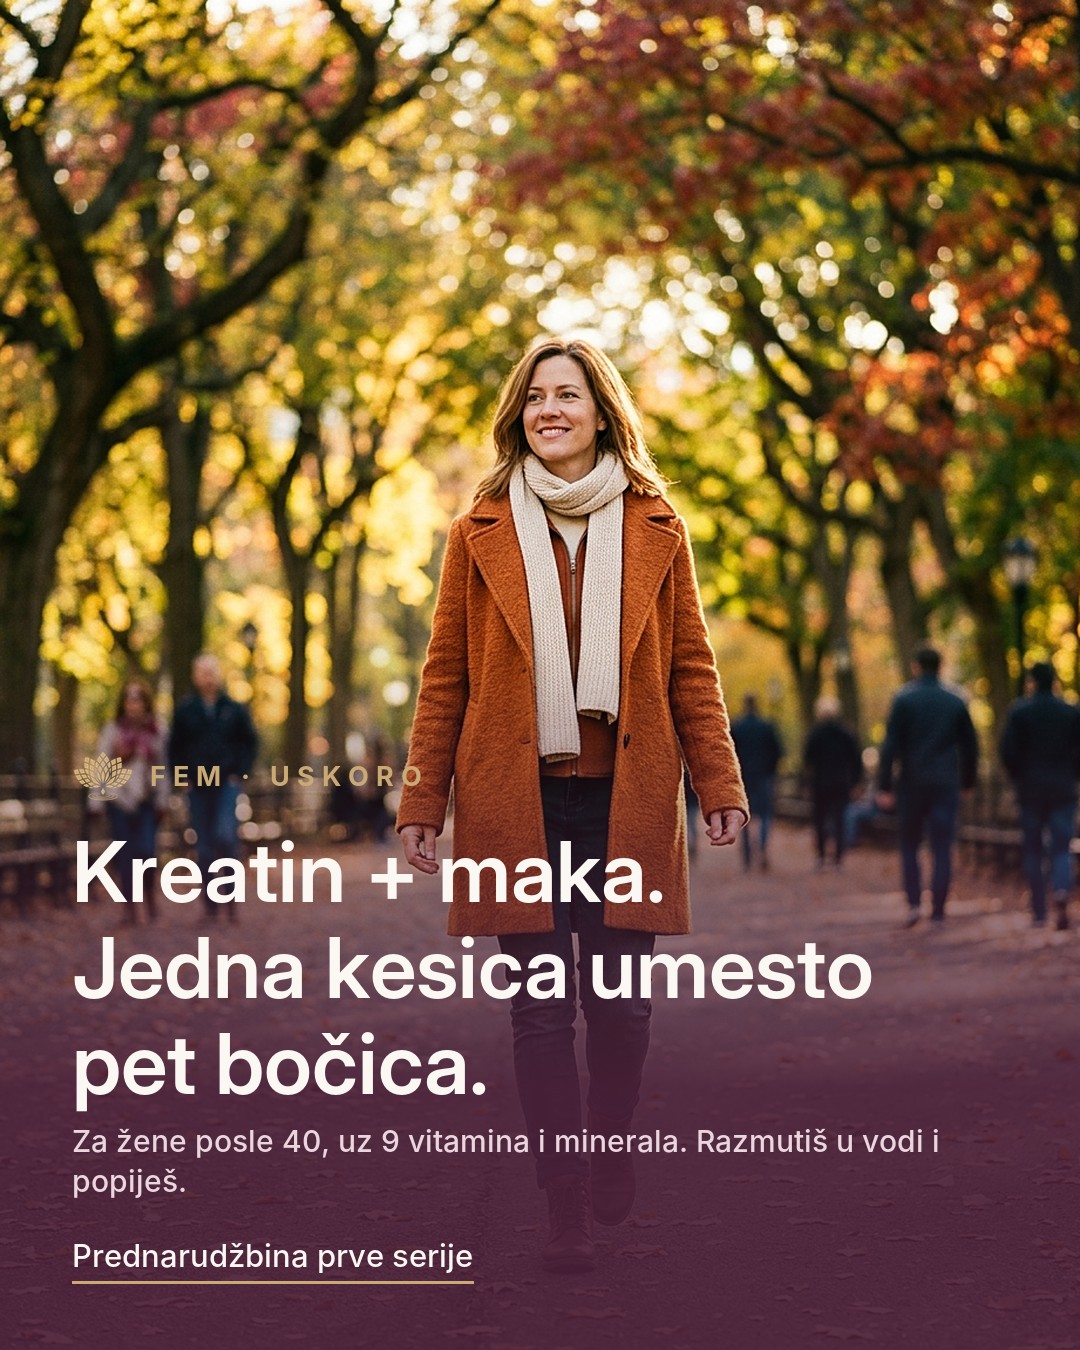 FEM · USKORO
Kreatin + maka.
Jedna kesica umesto
pet bočica.
Za žene posle 40, uz 9 vitamina i minerala. Razmutiš u vodi i
popiješ.
Prednarudžbina prve serije